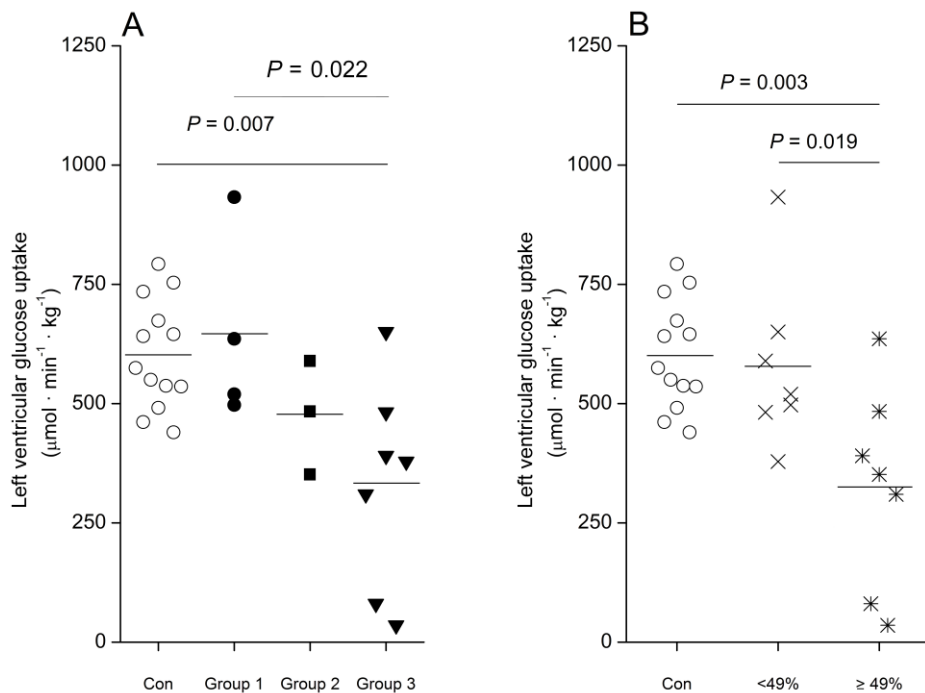 A
Left ventricular glucose uptake
(µmol · min⁻¹ · kg⁻¹)
1250
1000
750
500
250
0
P = 0.022
P = 0.007
Con Group 1 Group 2 Group 3
B
Left ventricular glucose uptake
(µmol · min⁻¹ · kg⁻¹)
1250
1000
750
500
250
0
P = 0.003
P = 0.019
Con <49% ≥ 49%